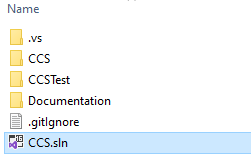 Name
.vs
CCS
CCSTest
Documentation
.gitIgnore
CCS.sln